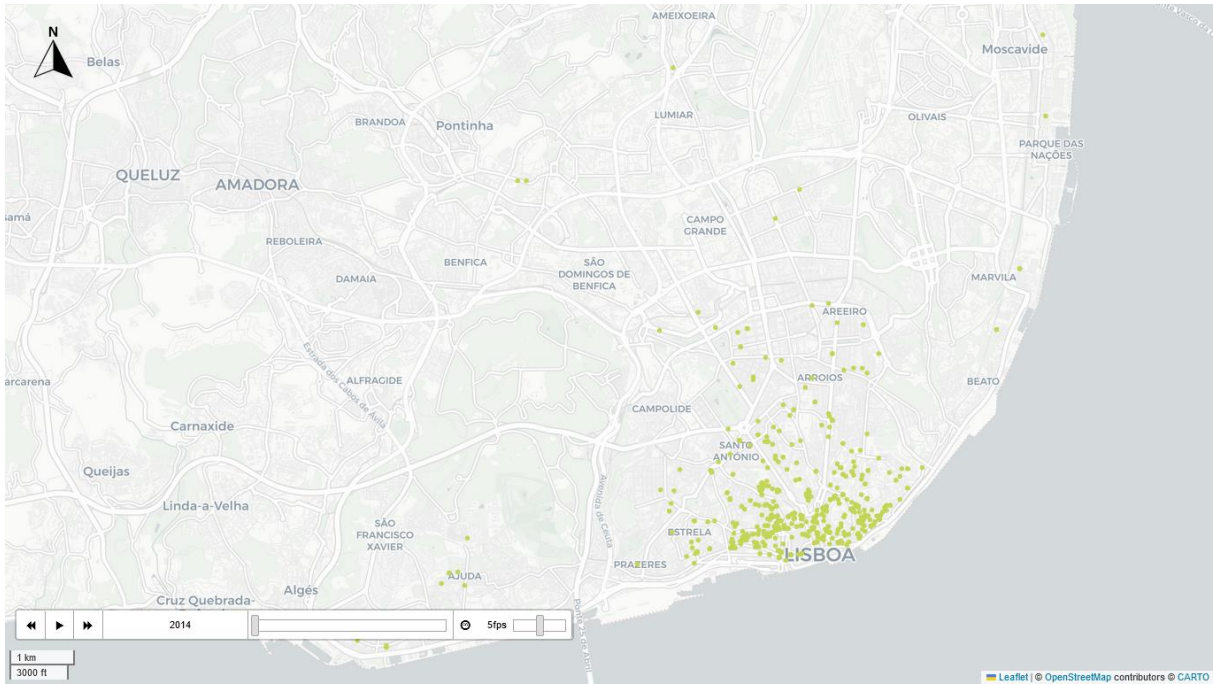 AMEIXOEIRA
N
Moscavide
Belas
LUMIAR
OLIVAIS
BRANDOA
Pontinha
PARQUE DAS
NAÇÕES
QUELUZ
AMADORA
CAMPO
GRANDE
REBOLEIRA
BENFICA
SÃO
DOMINGOS DE
BENFICA
DAMAIA
MARVILA
AREEIRO
Estrada dos Cabos de Ávila
ALFRAGIDE
arcarena
ARROIOS
BEATO
CAMPOLIDE
Carnaxide
SANTO
ANTÓNIO
Queijas
Linda-a-Velha
Avenida de Ceuta
SÃO
FRANCISCO
XAVIER
ESTRELA
LISBOA
PRAZERES
AJUDA
Algés
Cruz Quebrada-
Ponte 25 de Abril
2014
5fps
1 km
3000 ft
Leaflet | © OpenStreetMap contributors © CARTO